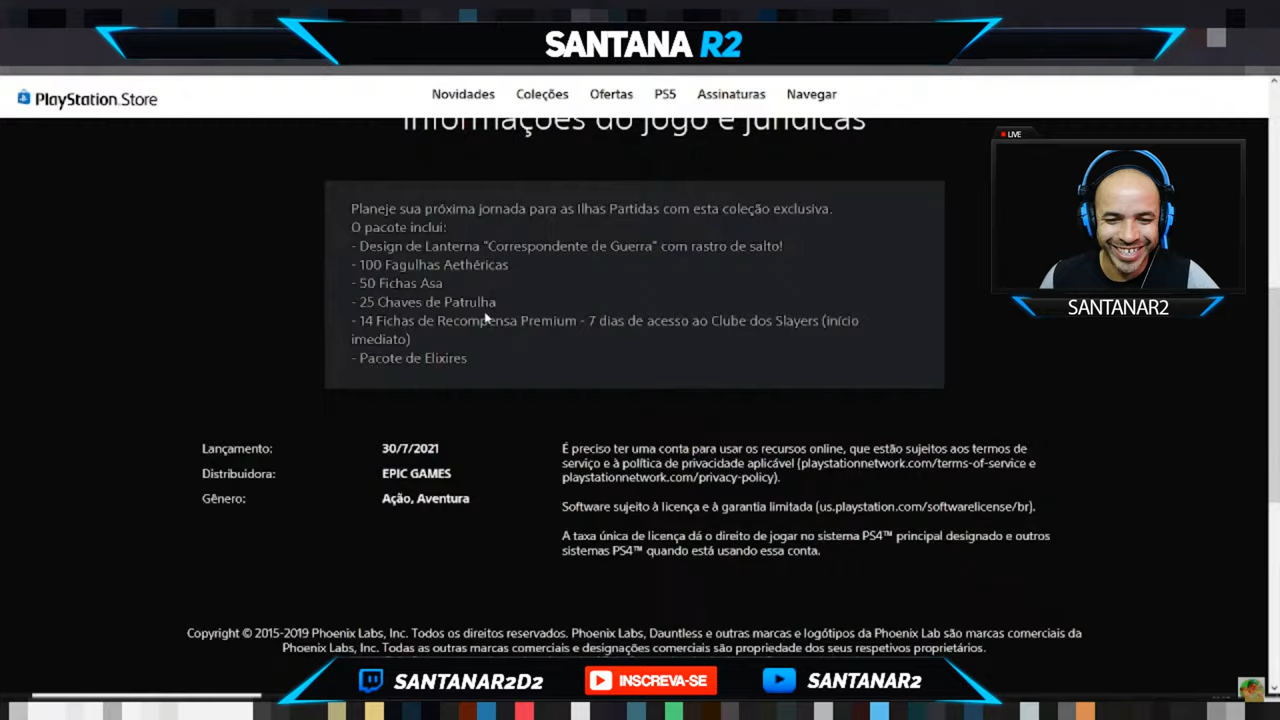 SANTANA R2
PlayStation Store
Novidades Coleções Ofertas PS5 Assinaturas Navegar
Informações do jogo e jurídicas
LIVE
Planeje sua próxima jornada para as Ilhas Partidas com esta coleção exclusiva.
O pacote inclui:
- Design de Lanterna "Correspondente de Guerra" com rastro de salto!
- 100 Fagulhas Aethéricas
- 50 Fichas Asa
- 25 Chaves de Patrulha
- 14 Fichas de Recompensa Premium - 7 dias de acesso ao Clube dos Slayers (início
imediato)
- Pacote de Elixires
SANTANAR2
Lançamento: 30/7/2021
Distribuidora: EPIC GAMES
Gênero: Ação, Aventura
É preciso ter uma conta para usar os recursos online, que estão sujeitos aos termos de
serviço e à política de privacidade aplicável (playstationnetwork.com/terms-of-service e
playstationnetwork.com/privacy-policy).
Software sujeito à licença e à garantia limitada (us.playstation.com/softwarelicense/br).
A taxa única de licença dá o direito de jogar no sistema PS4™ principal designado e outros
sistemas PS4™ quando está usando essa conta.
Copyright © 2015-2019 Phoenix Labs, Inc. Todos os direitos reservados. Phoenix Labs, Dauntless e outras marcas e logótipos da Phoenix Lab são marcas comerciais da
Phoenix Labs, Inc. Todas as outras marcas comerciais e designações comerciais são propriedade dos seus respetivos proprietários.
SANTANAR2D2 INSCREVA-SE SANTANAR2